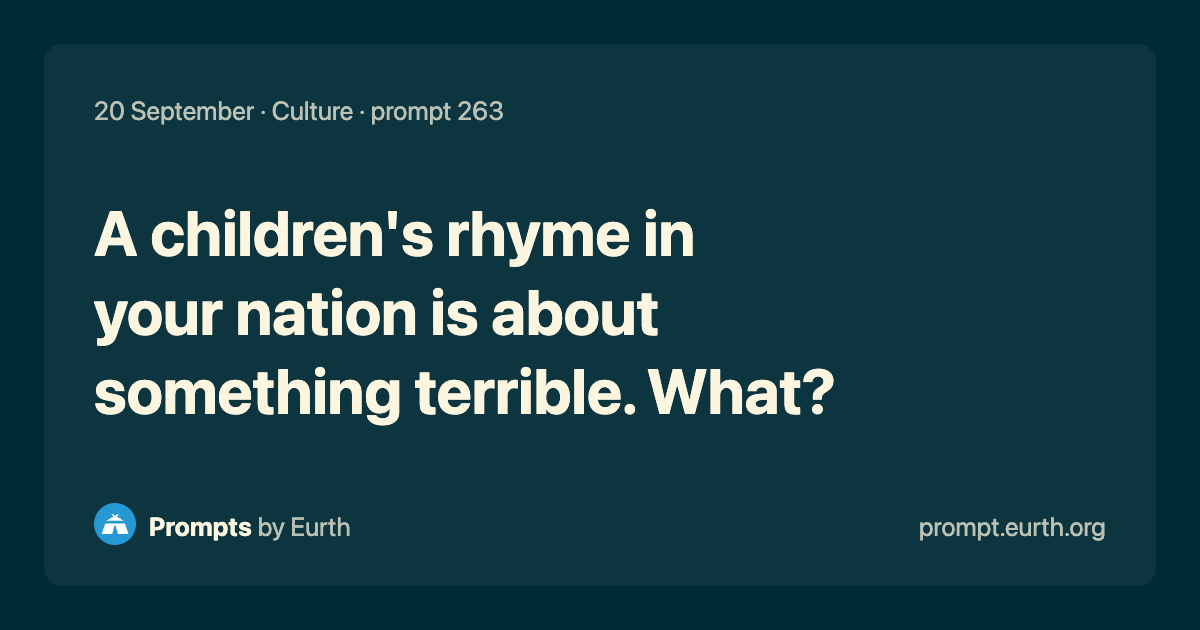 20 September · Culture · prompt 263
A children's rhyme in
your nation is about
something terrible. What?
Prompts by Eurth
prompt.eurth.org